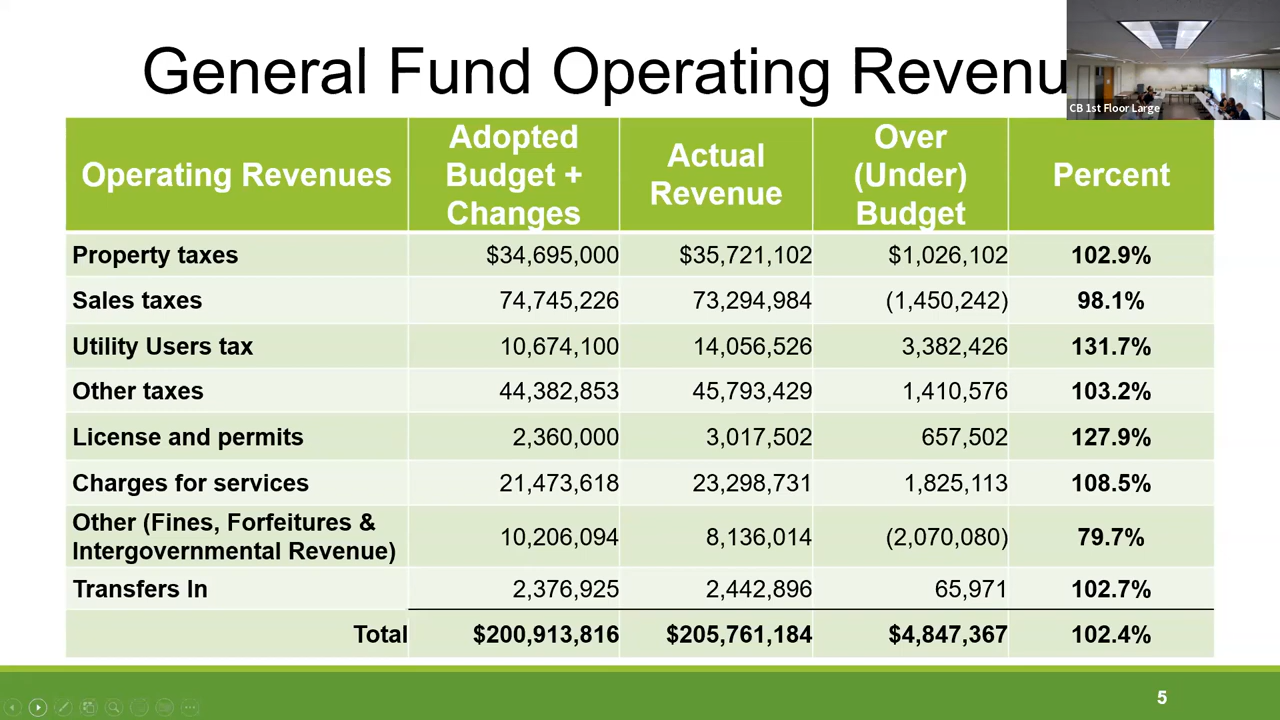 General Fund Operating Revenu
CB 1st Floor Large
Operating Revenues
Adopted
Budget +
Changes
Actual
Revenue
Over
(Under)
Budget
Percent
Property taxes $34,695,000 $35,721,102 $1,026,102 102.9%
Sales taxes 74,745,226 73,294,984 (1,450,242) 98.1%
Utility Users tax 10,674,100 14,056,526 3,382,426 131.7%
Other taxes 44,382,853 45,793,429 1,410,576 103.2%
License and permits 2,360,000 3,017,502 657,502 127.9%
Charges for services 21,473,618 23,298,731 1,825,113 108.5%
Other (Fines, Forfeitures &
Intergovernmental Revenue) 10,206,094 8,136,014 (2,070,080) 79.7%
Transfers In 2,376,925 2,442,896 65,971 102.7%
Total $200,913,816 $205,761,184 $4,847,367 102.4%
5